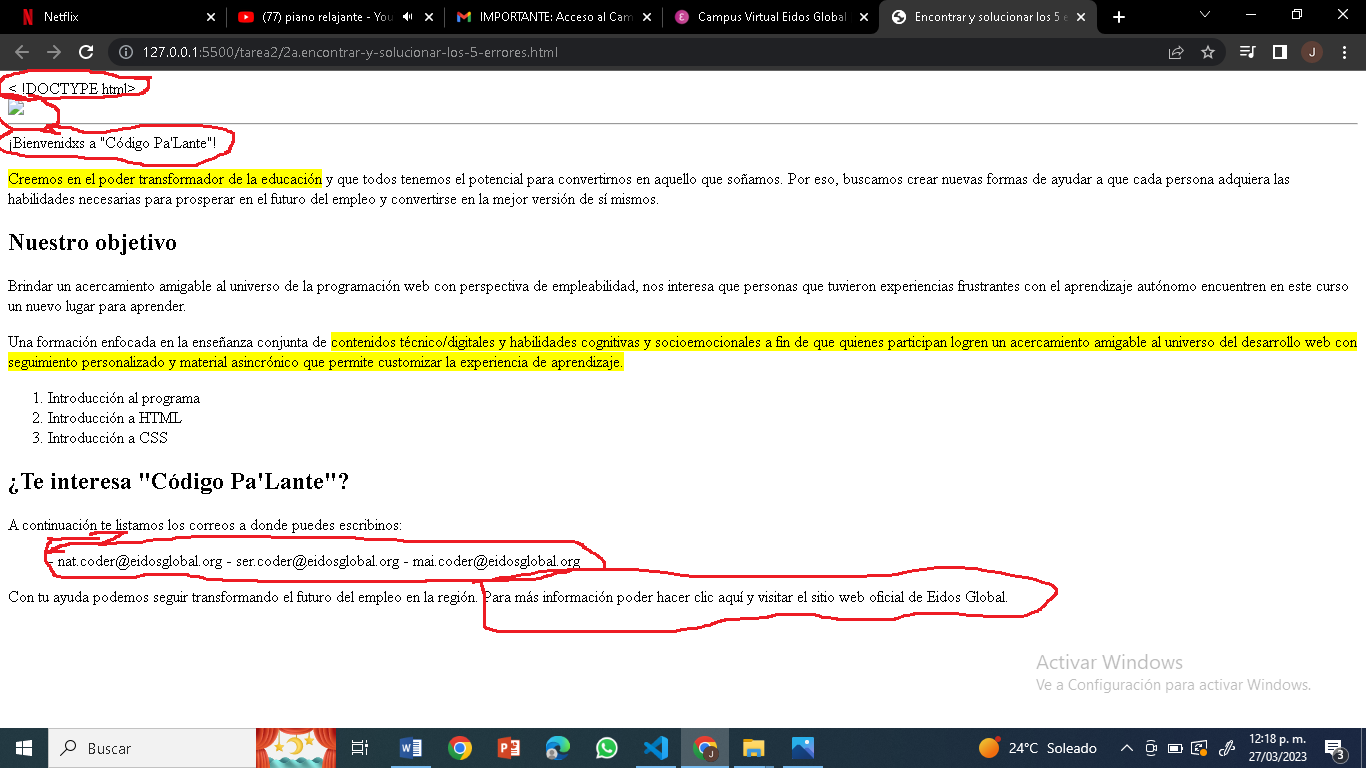 Netflix
(77) piano relajante - You
IMPORTANTE: Acceso al Cam
Campus Virtual Eidos Global
Encontrar y solucionar los 5 e
127.0.0.1:5500/tarea2/2a.encontrar-y-solucionar-los-5-errores.html
J
< !DOCTYPE html>
¡Bienvenidxs a "Código Pa'Lante"!
Creemos en el poder transformador de la educación y que todos tenemos el potencial para convertirnos en aquello que soñamos. Por eso, buscamos crear nuevas formas de ayudar a que cada persona adquiera las
habilidades necesarias para prosperar en el futuro del empleo y convertirse en la mejor versión de sí mismos.
Nuestro objetivo
Brindar un acercamiento amigable al universo de la programación web con perspectiva de empleabilidad, nos interesa que personas que tuvieron experiencias frustrantes con el aprendizaje autónomo encuentren en este curso
un nuevo lugar para aprender.
Una formación enfocada en la enseñanza conjunta de contenidos técnico/digitales y habilidades cognitivas y socioemocionales a fin de que quienes participan logren un acercamiento amigable al universo del desarrollo web con
seguimiento personalizado y material asincrónico que permite customizar la experiencia de aprendizaje.
1. Introducción al programa
2. Introducción a HTML
3. Introducción a CSS
¿Te interesa "Código Pa'Lante"?
A continuación te listamos los correos a donde puedes escribinos:
- nat.coder@eidosglobal.org - ser.coder@eidosglobal.org - mai.coder@eidosglobal.org
Con tu ayuda podemos seguir transformando el futuro del empleo en la región. Para más información poder hacer clic aquí y visitar el sitio web oficial de Eidos Global.
Activar Windows
Ve a Configuración para activar Windows.
Buscar
24°C Soleado
12:18 p. m.
27/03/2023
3